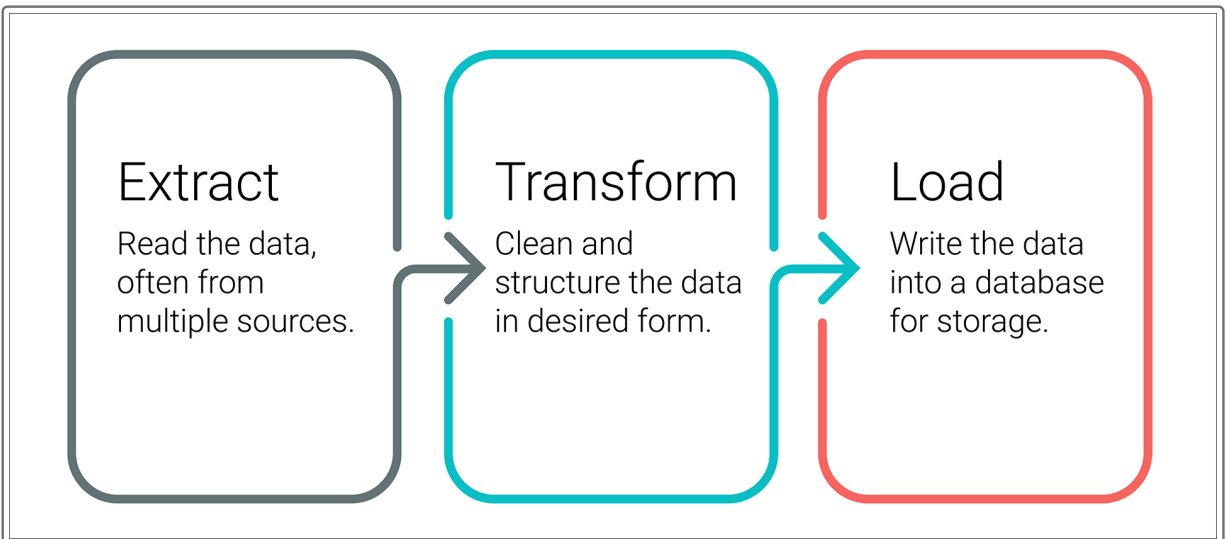 Extract
Read the data,
often from
multiple sources.
Transform
Clean and
structure the data
in desired form.
Load
Write the data
into a database
for storage.